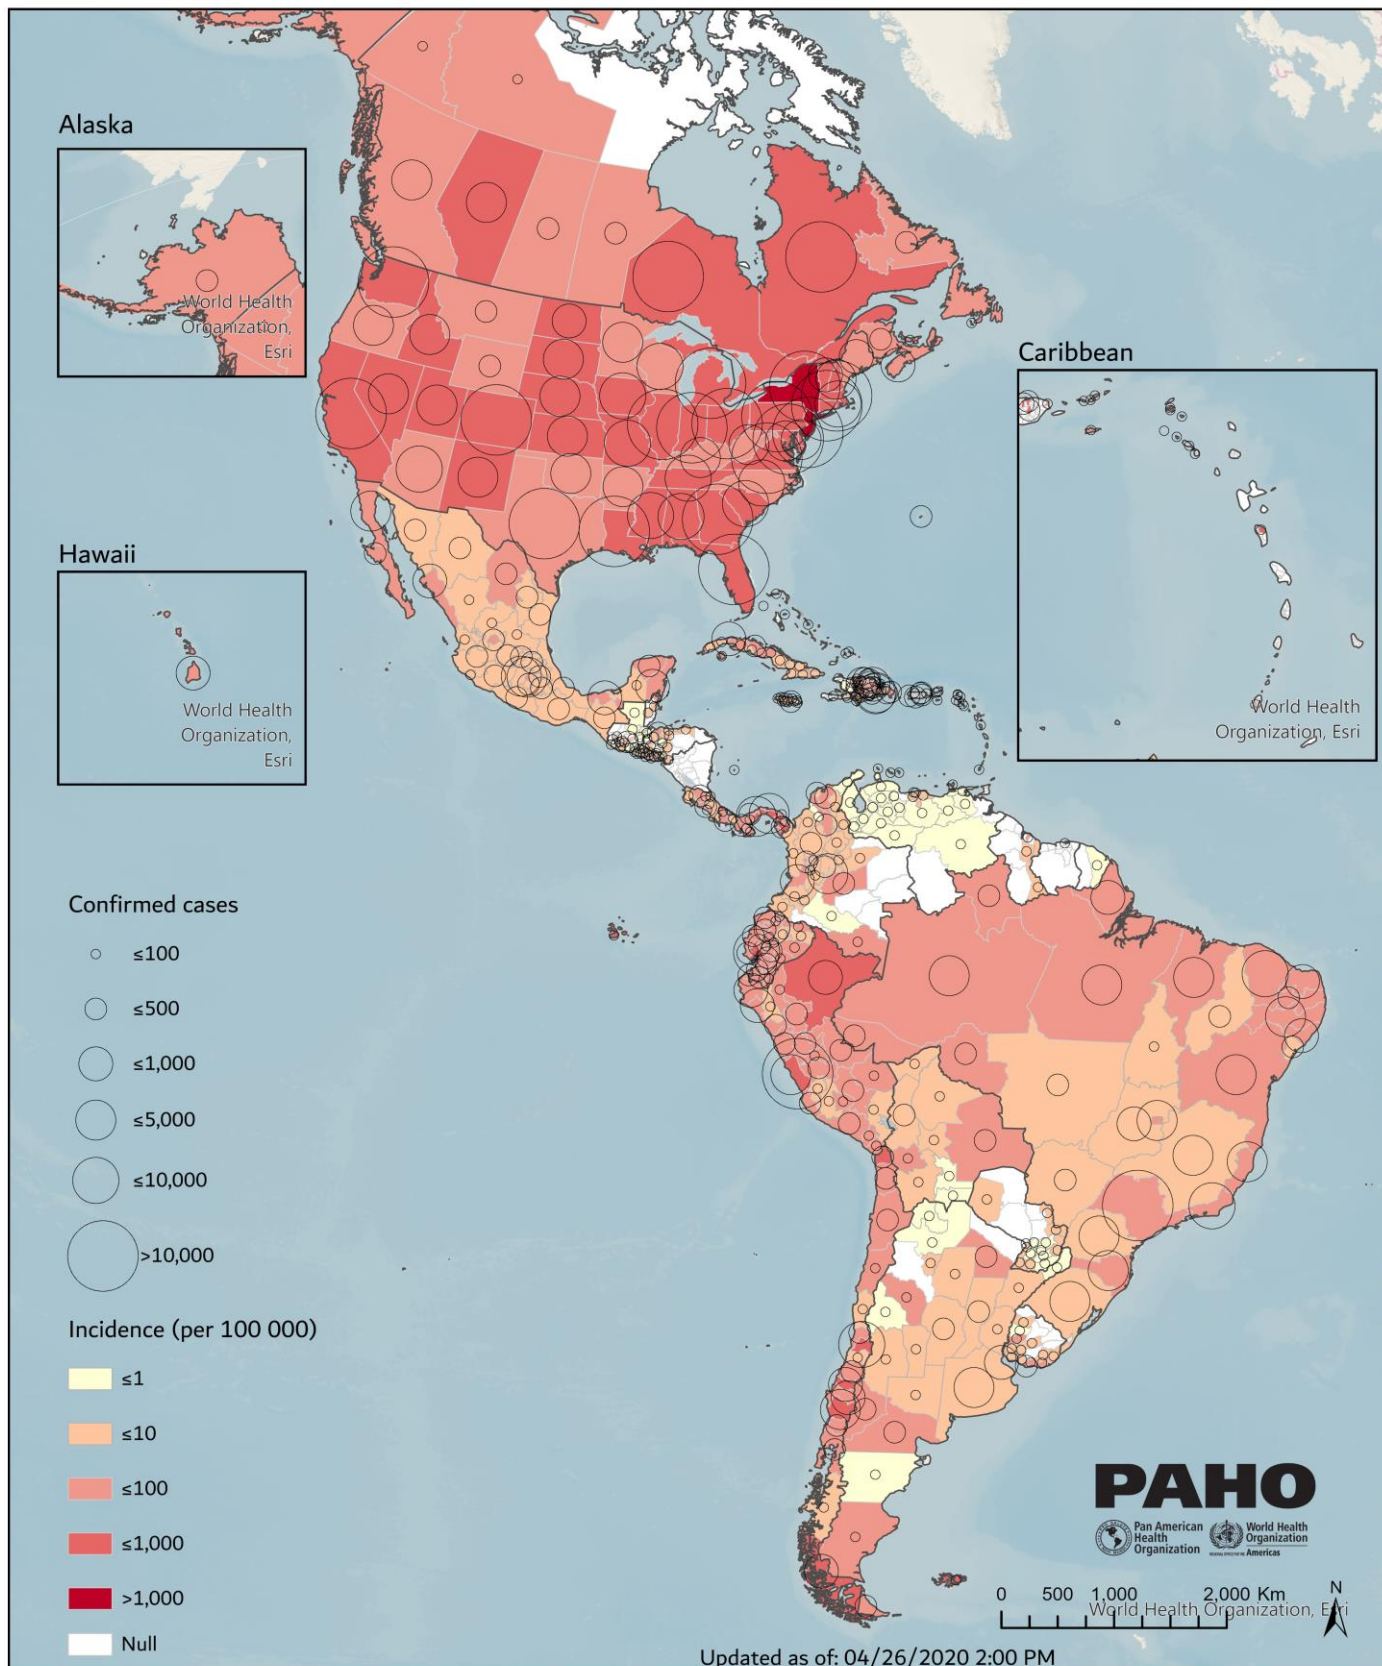 Alaska
World Health
Organization,
Esri
Caribbean
World Health
Organization, Esri
Hawaii
World Health
Organization,
Esri
Confirmed cases
≤100
≤500
≤1,000
≤5,000
≤10,000
>10,000
Incidence (per 100 000)
≤1
≤10
≤100
≤1,000
>1,000
Null
PAHO
Pan American
Health
Organization
World Health
Organization
Americas
0 500 1,000 2,000 Km
N
World Health Organization, Esri
Updated as of: 04/26/2020 2:00 PM